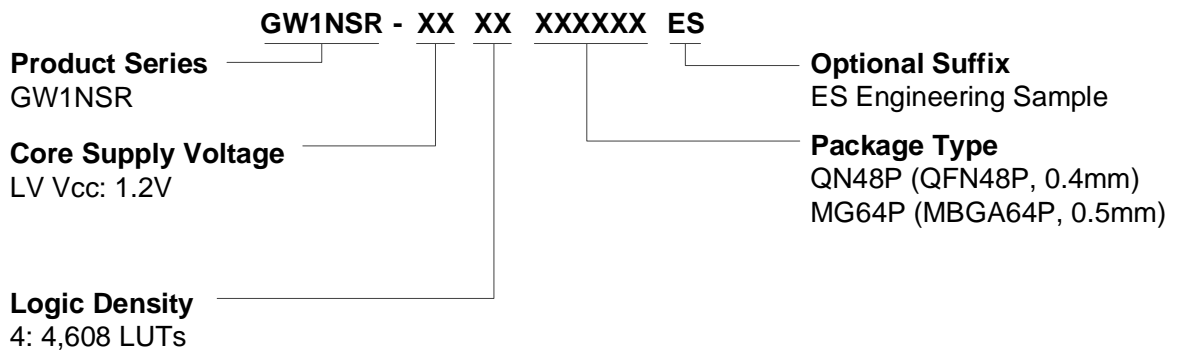 GW1NSR - XX XX XXXXXX ES
Product Series
GW1NSR
Core Supply Voltage
LV Vcc: 1.2V
Logic Density
4: 4,608 LUTs
Optional Suffix
ES Engineering Sample
Package Type
QN48P (QFN48P, 0.4mm)
MG64P (MBGA64P, 0.5mm)